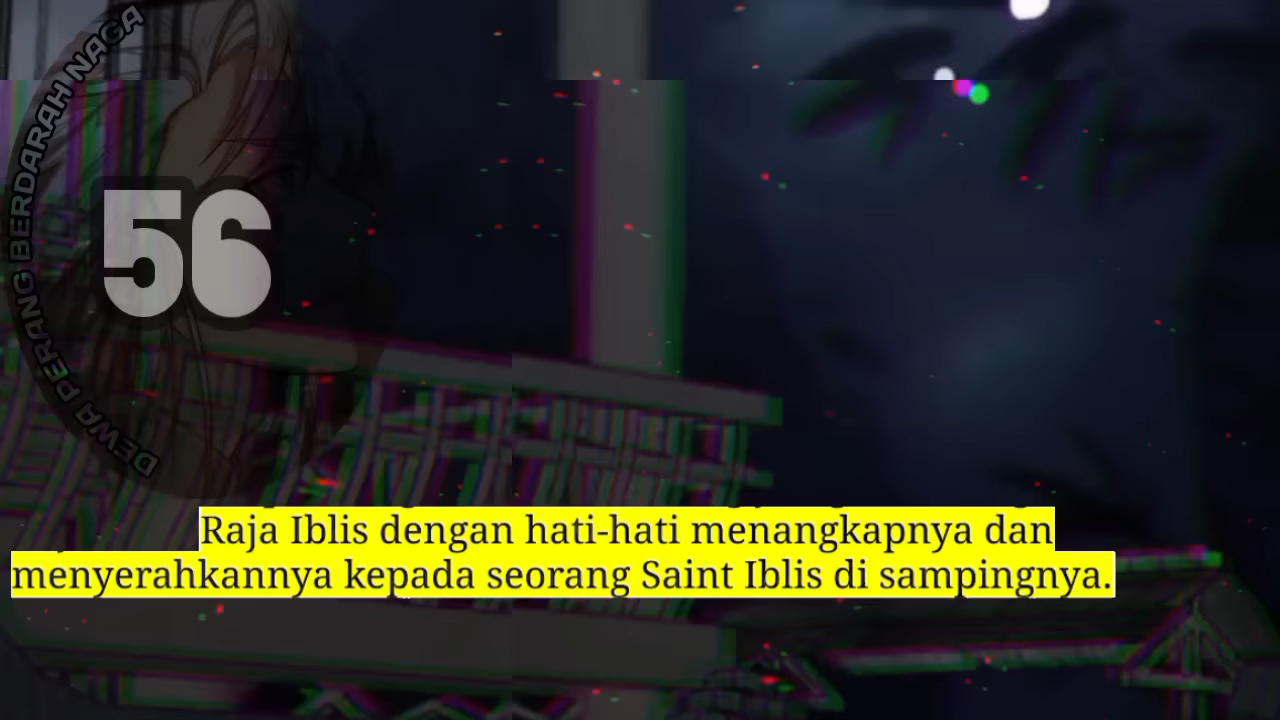 DEWA PERANG BERDARAH NAGA
56
Raja Iblis dengan hati-hati menangkapnya dan
menyerahkannya kepada seorang Saint Iblis di sampingnya.